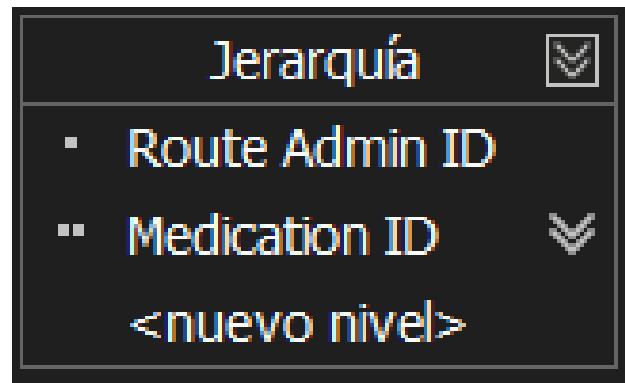 Jerarquía
Route Admin ID
Medication ID
<nuevo nivel>